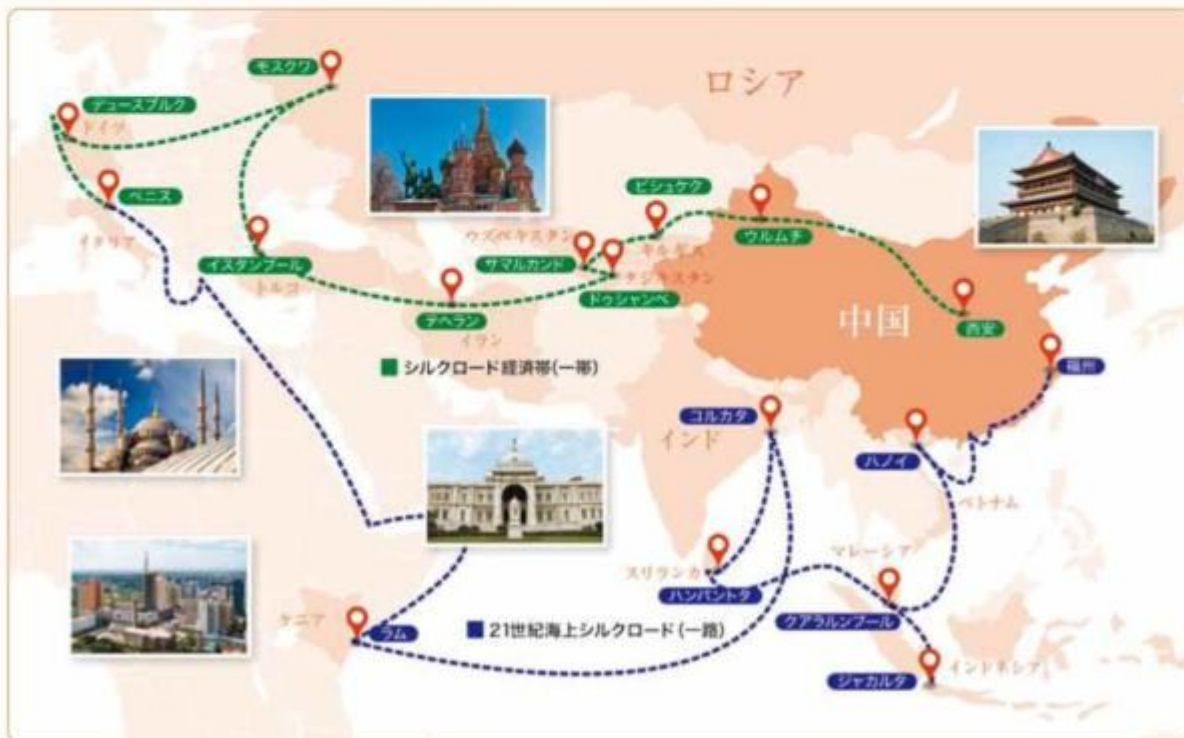 モスクワ
ロシア
デュースブルク
ドイツ
ビシュケク
ベニス
ウルムチ
イタリア
ウズベキスタン
キルギス
イスタンブール
サマルカンド
タジキスタン
トルコ
ドゥシャンベ
テヘラン
中国
西安
イラン
シルクロード経済帯(一帯)
福州
コルカタ
インド
ハノイ
ベトナム
マレーシア
スリランカ
ハンバントタ
クアラルンプール
ケニア
ラム
21世紀海上シルクロード(一路)
インドネシア
ジャカルタ